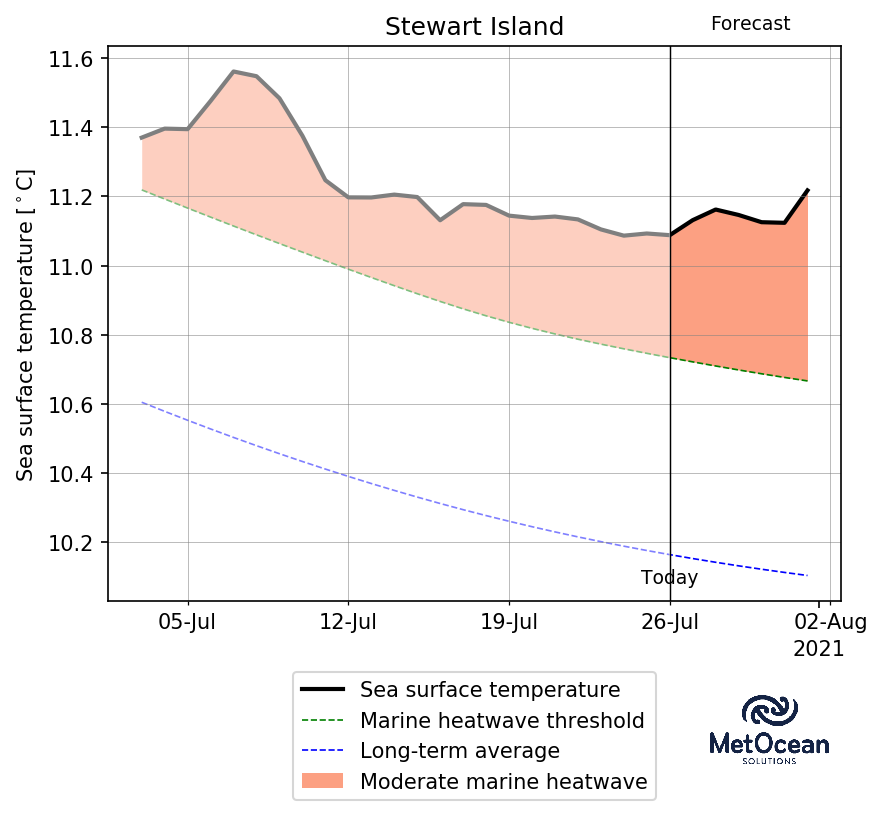 Stewart Island
Forecast
11.6
11.4
11.2
11.0
10.8
10.6
10.4
10.2
Sea surface temperature [°C]
Today
05-Jul
12-Jul
19-Jul
26-Jul
02-Aug
2021
Sea surface temperature
Marine heatwave threshold
Long-term average
Moderate marine heatwave
MetOcean
SOLUTIONS